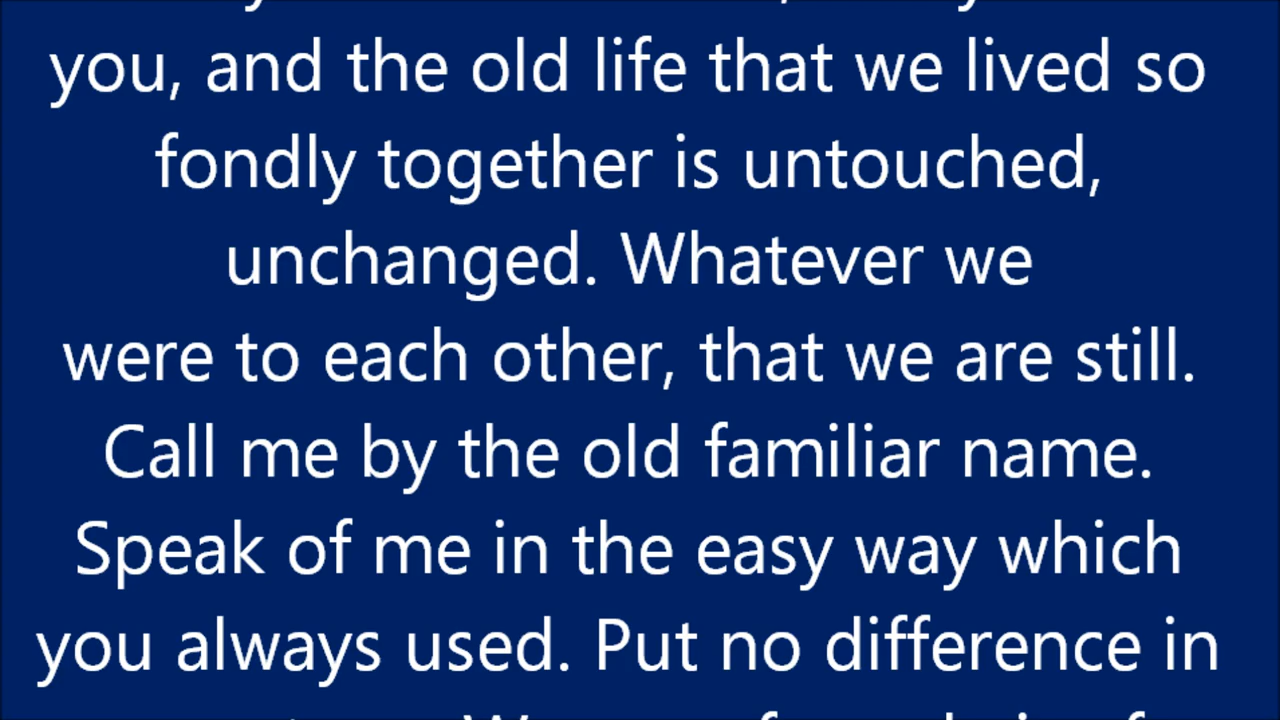 you, and the old life that we lived so
fondly together is untouched,
unchanged. Whatever we
were to each other, that we are still.
Call me by the old familiar name.
Speak of me in the easy way which
you always used. Put no difference in